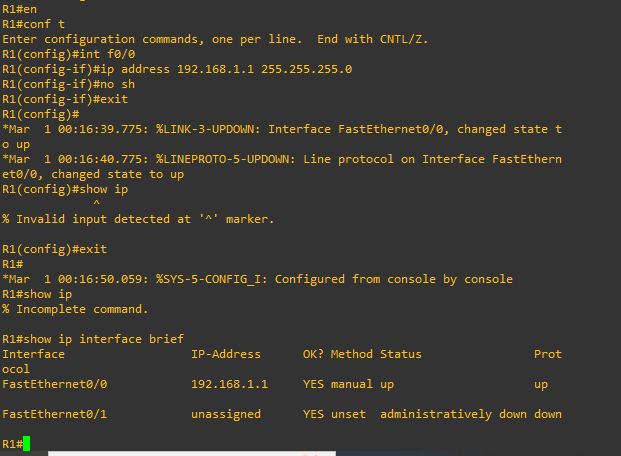 R1#en
R1#conf t
Enter configuration commands, one per line.  End with CNTL/Z.
R1(config)#int f0/0
R1(config-if)#ip address 192.168.1.1 255.255.255.0
R1(config-if)#no sh
R1(config-if)#exit
R1(config)#
*Mar  1 00:16:39.775: %LINK-3-UPDOWN: Interface FastEthernet0/0, changed state t
o up
*Mar  1 00:16:40.775: %LINEPROTO-5-UPDOWN: Line protocol on Interface FastEthern
et0/0, changed state to up
R1(config)#show ip
             ^
% Invalid input detected at '^' marker.

R1(config)#exit
R1#
*Mar  1 00:16:50.059: %SYS-5-CONFIG_I: Configured from console by console
R1#show ip
% Incomplete command.

R1#show ip interface brief
Interface                  IP-Address      OK? Method Status                Prot
ocol
FastEthernet0/0            192.168.1.1     YES manual up                    up

FastEthernet0/1            unassigned      YES unset  administratively down down

R1#